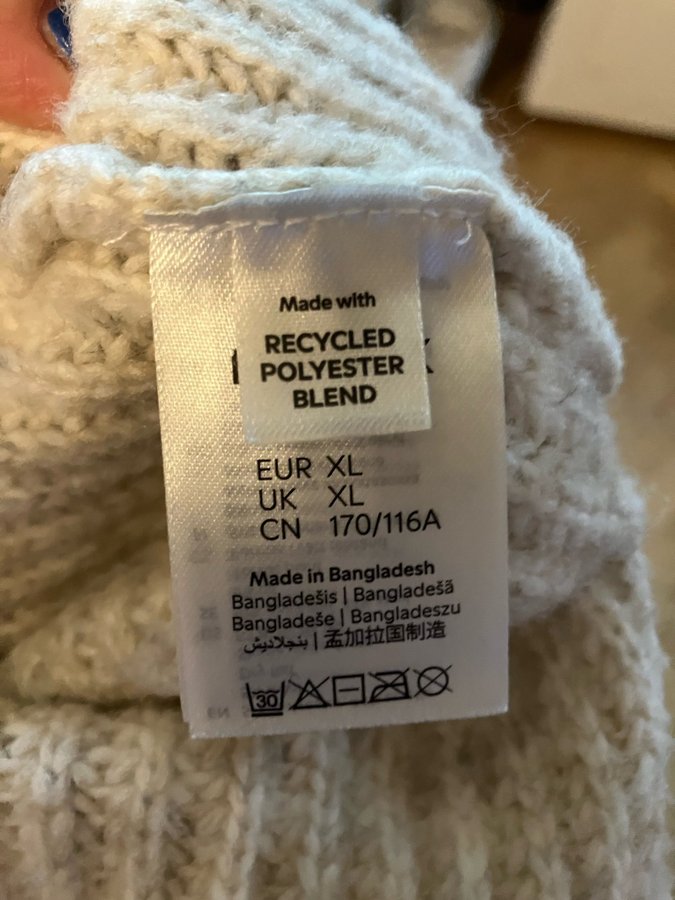 Made with
RECYCLED
POLYESTER
BLEND
EUR XL
UK XL
CN 170/116A
Made in Bangladesh
Bangladešis | Bangladešā
Bangladeše | Bangladeszu
بنجلاديش | 孟加拉国制造
30